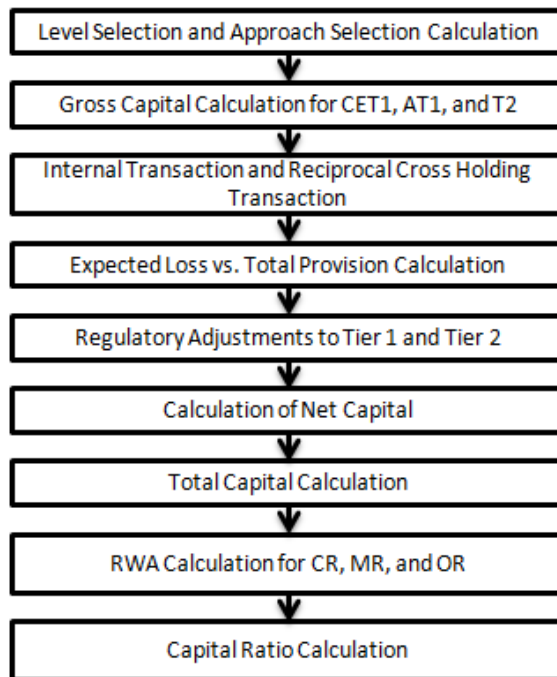 Level Selection and Approach Selection Calculation
Gross Capital Calculation for CET1, AT1, and T2
Internal Transaction and Reciprocal Cross Holding
Transaction
Expected Loss vs. Total Provision Calculation
Regulatory Adjustments to Tier 1 and Tier 2
Calculation of Net Capital
Total Capital Calculation
RWA Calculation for CR, MR, and OR
Capital Ratio Calculation